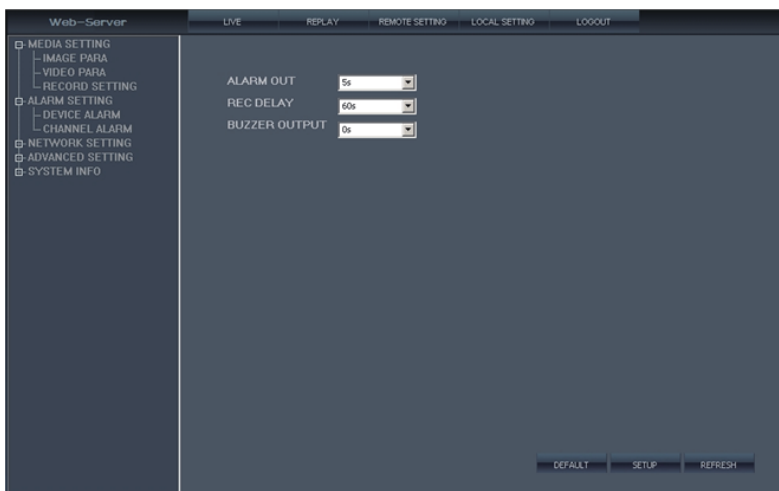 Web-Server
LIVE
REPLAY
REMOTE SETTING
LOCAL SETTING
LOGOUT
MEDIA SETTING
IMAGE PARA
VIDEO PARA
RECORD SETTING
ALARM SETTING
DEVICE ALARM
CHANNEL ALARM
NETWORK SETTING
ADVANCED SETTING
SYSTEM INFO
ALARM OUT 5s
REC DELAY 60s
BUZZER OUTPUT 0s
DEFAULT
SETUP
REFRESH